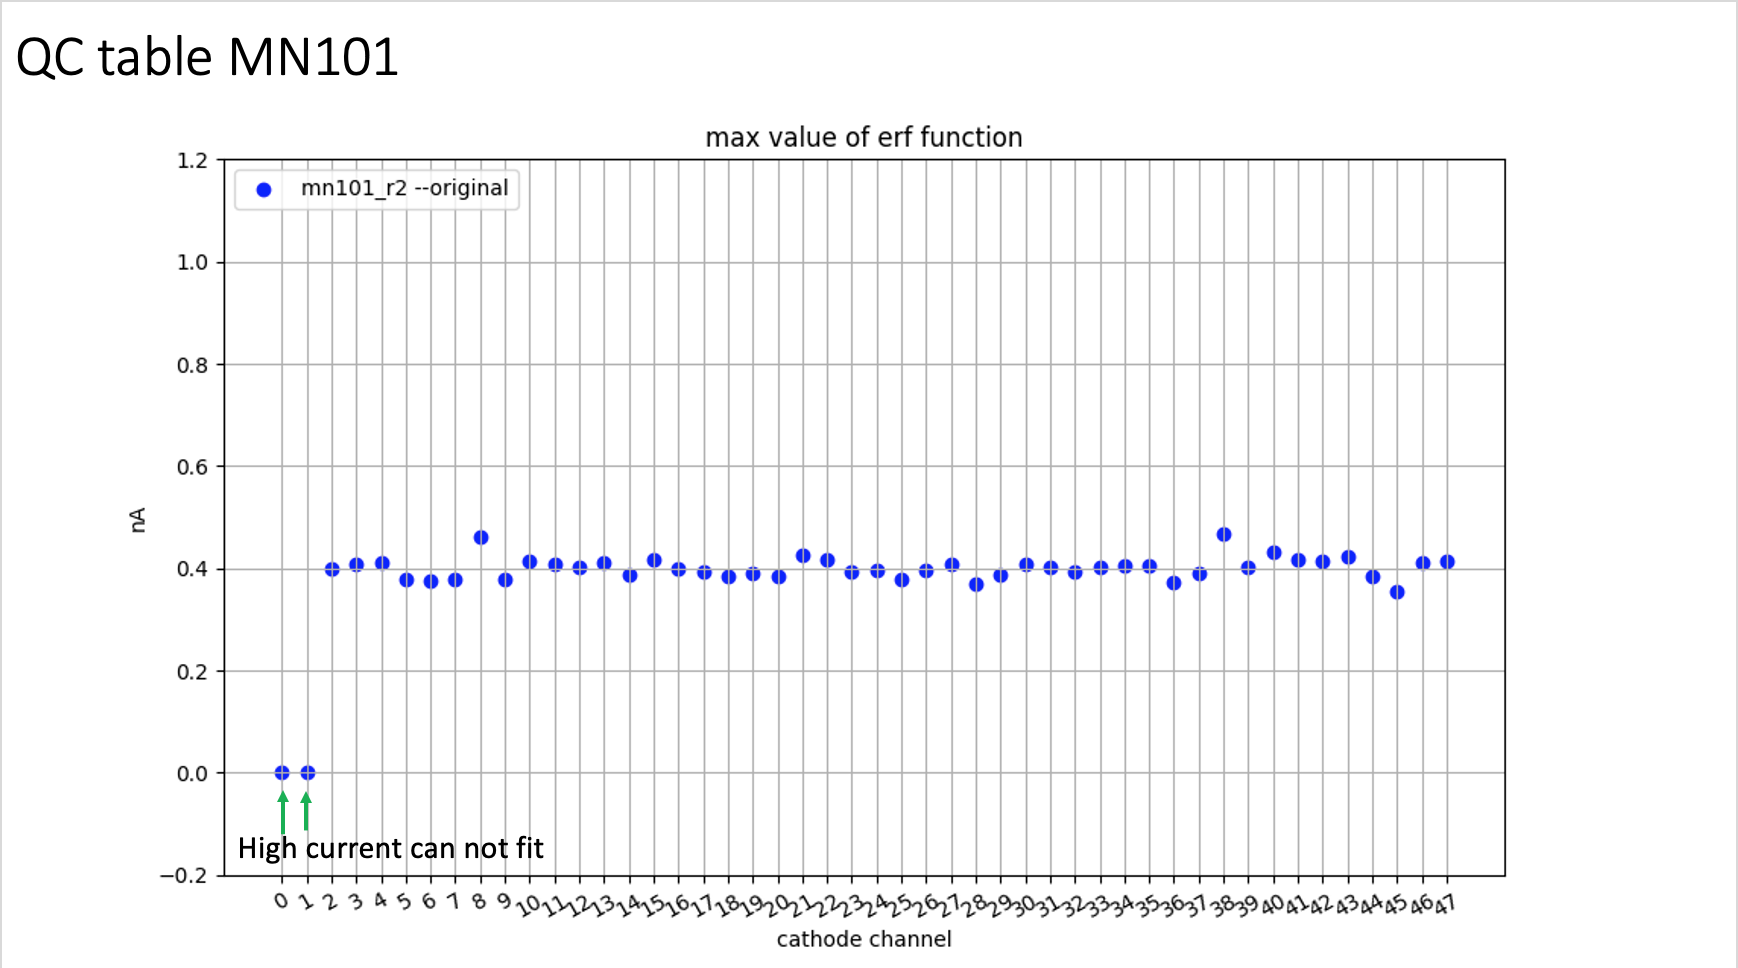 QC table MN101
max value of erf function
1.2
mn101_r2 --original
1.0
0.8
0.6
nA
0.4
0.2
0.0
High current can not fit
−0.2
0 1 2 3 4 5 6 7 8 9 10 11 12 13 14 15 16 17 18 19 20 21 22 23 24 25 26 27 28 29 30 31 32 33 34 35 36 37 38 39 40 41 42 43 44 45 46 47
cathode channel